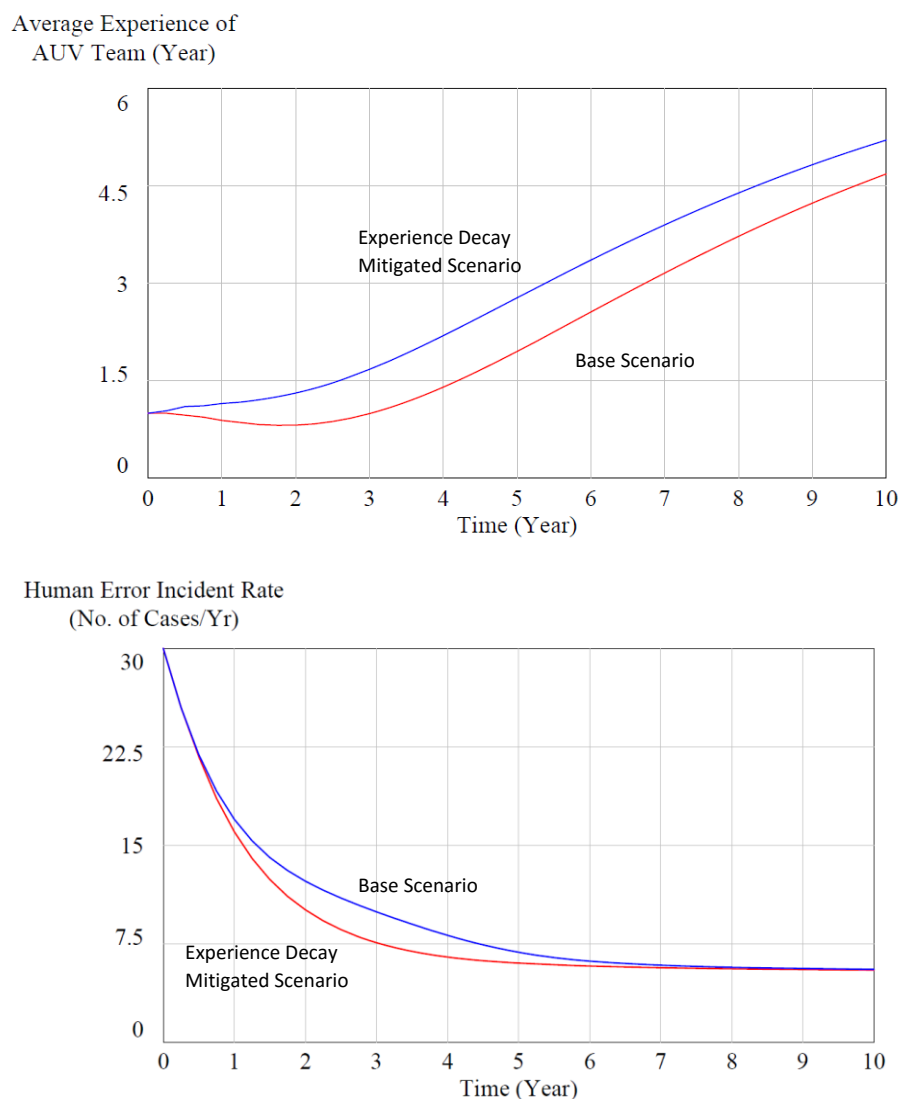 Average Experience of
AUV Team (Year)
6
4.5
3
1.5
0
Experience Decay
Mitigated Scenario
Base Scenario
0 1 2 3 4 5 6 7 8 9 10
Time (Year)
Human Error Incident Rate
(No. of Cases/Yr)
30
22.5
15
7.5
0
Base Scenario
Experience Decay
Mitigated Scenario
0 1 2 3 4 5 6 7 8 9 10
Time (Year)